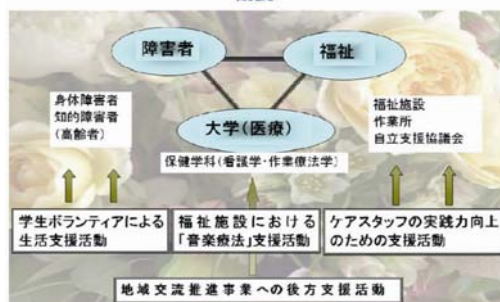 障害者
福祉
大学(医療)
身体障害者
知的障害者
(高齢者)
福祉施設
作業所
自立支援協議会
保健学科(看護学・作業療法学)
学生ボランティアによる
生活支援活動
福祉施設における
「音楽療法」支援活動
ケアスタッフの実践力向上
のための支援活動
地域交流推進事業への後方支援活動